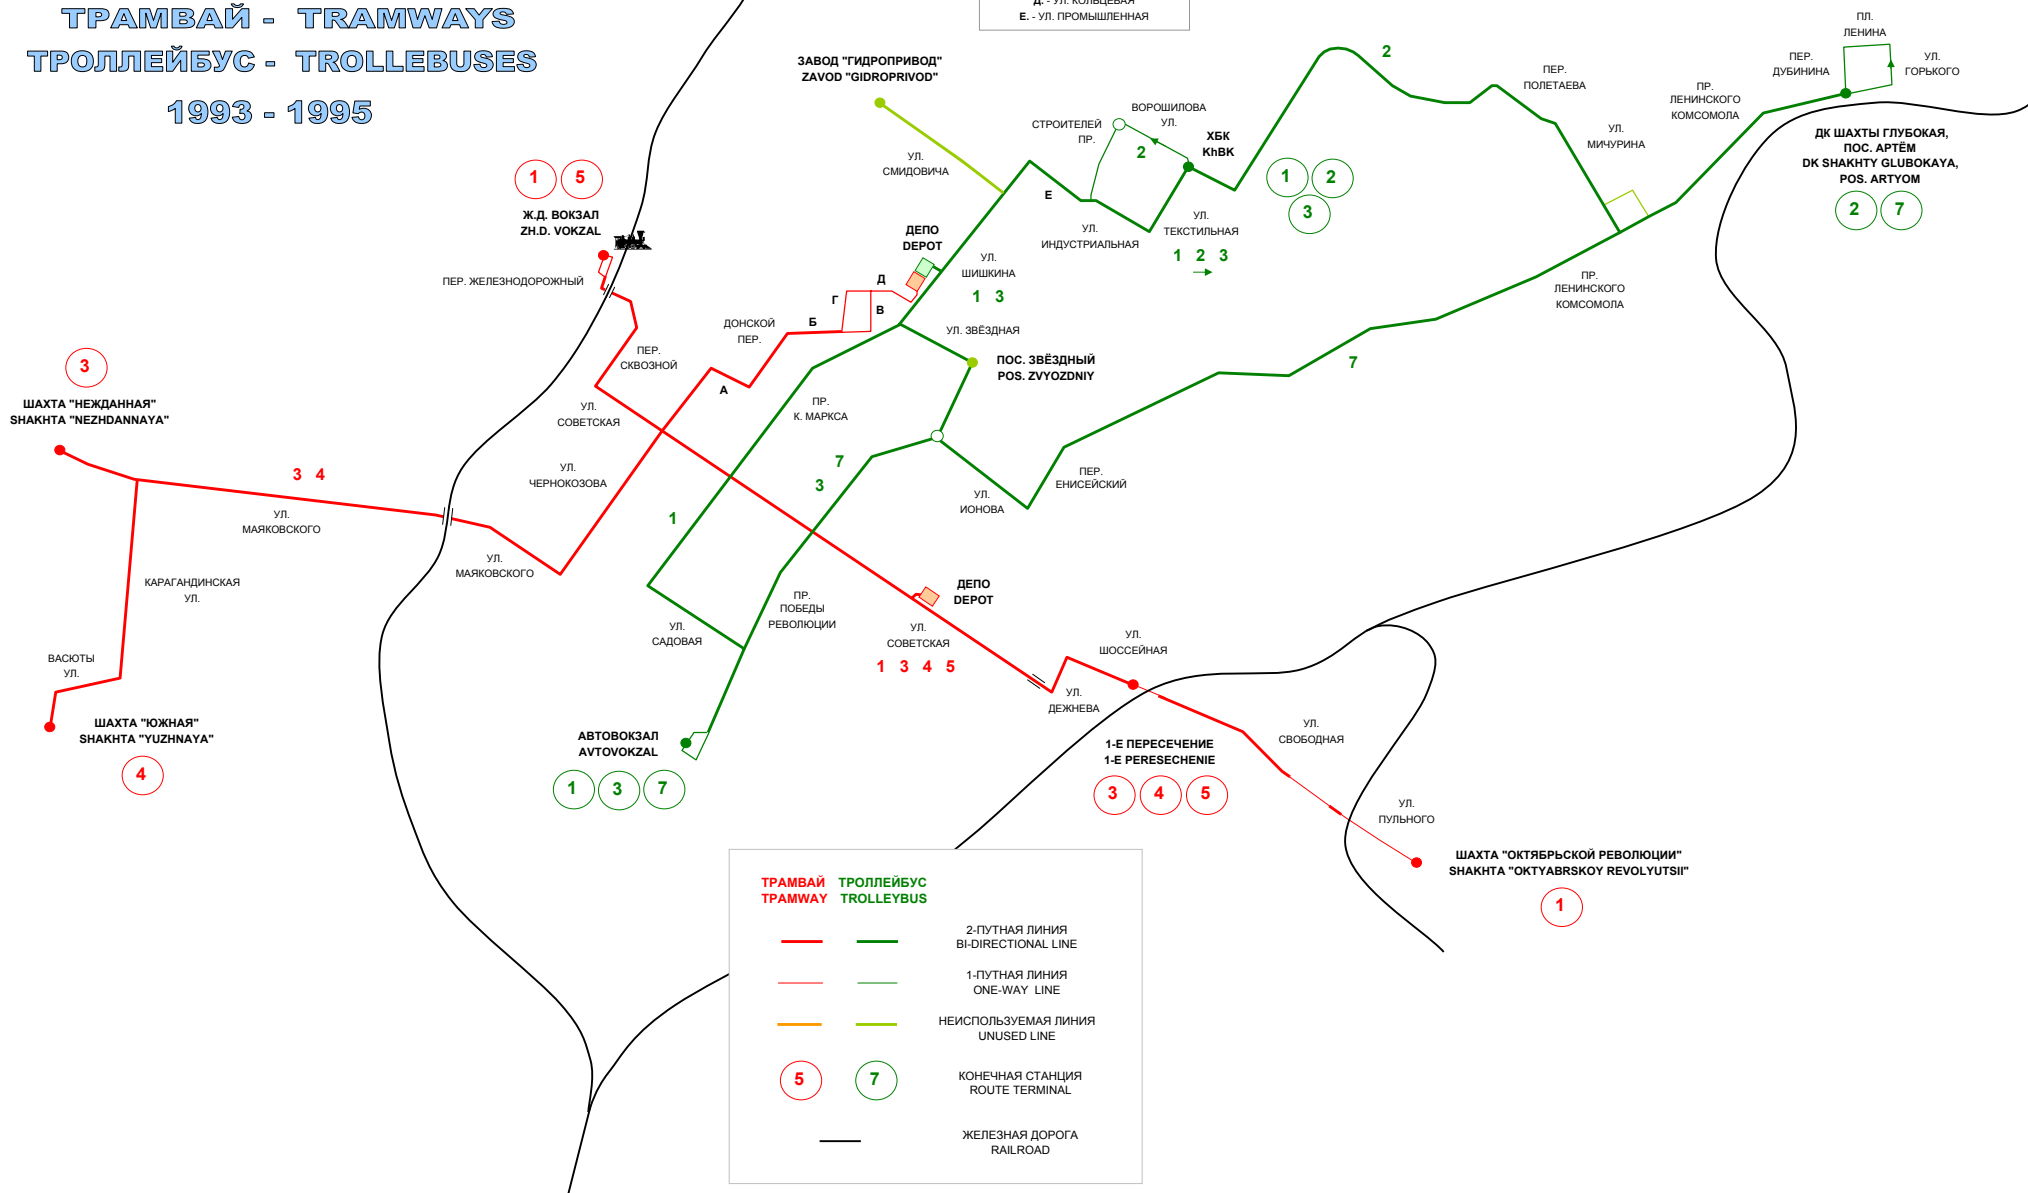 ТРАМВАЙ - TRAMWAYS
ТРОЛЛЕЙБУС - TROLLEBUSES
1993 - 1995
Д. - УЛ. КОЛЬЦЕВАЯ
Е. - УЛ. ПРОМЫШЛЕННАЯ
ЗАВОД "ГИДРОПРИВОД"
ZAVOD "GIDROPRIVOD"
УЛ.
СМИДОВИЧА
СТРОИТЕЛЕЙ
ПР.
ВОРОШИЛОВА
УЛ.
2
ХБК
KhBK
1 2
3
2
ПЕР.
ПОЛЕТАЕВА
УЛ.
МИЧУРИНА
ПР.
ЛЕНИНСКОГО
КОМСОМОЛА
ПЕР.
ДУБИНИНА
ПЛ.
ЛЕНИНА
УЛ.
ГОРЬКОГО
ДК ШАХТЫ ГЛУБОКАЯ,
ПОС. АРТЁМ
DK SHAKHTY GLUBOKAYA,
POS. ARTYOM
2 7
1 5
Ж.Д. ВОКЗАЛ
ZH.D. VOKZAL
ПЕР. ЖЕЛЕЗНОДОРОЖНЫЙ
ДЕПО
DEPOT
Е
УЛ.
ИНДУСТРИАЛЬНАЯ
УЛ.
ТЕКСТИЛЬНАЯ
1 2 3
УЛ.
ШИШКИНА
1 3
Д
Г
В
Б
ДОНСКОЙ
ПЕР.
УЛ. ЗВЁЗДНАЯ
ПОС. ЗВЁЗДНЫЙ
POS. ZVYOZDNIY
ПР.
ЛЕНИНСКОГО
КОМСОМОЛА
7
ПЕР.
СКВОЗНОЙ
А
УЛ.
СОВЕТСКАЯ
ПР.
К. МАРКСА
3
ШАХТА "НЕЖДАННАЯ"
SHAKHTA "NEZHDANNAYA"
3 4
УЛ.
МАЯКОВСКОГО
УЛ.
ЧЕРНОКОЗОВА
7
3
1
УЛ.
ИОНОВА
ПЕР.
ЕНИСЕЙСКИЙ
УЛ.
МАЯКОВСКОГО
КАРАГАНДИНСКАЯ
УЛ.
ВАСЮТЫ
УЛ.
ШАХТА "ЮЖНАЯ"
SHAKHTA "YUZHNAYA"
4
УЛ.
САДОВАЯ
ПР.
ПОБЕДЫ
РЕВОЛЮЦИИ
ДЕПО
DEPOT
УЛ.
СОВЕТСКАЯ
1 3 4 5
УЛ.
ШОССЕЙНАЯ
УЛ.
ДЕЖНЕВА
АВТОВОКЗАЛ
AVTOVOKZAL
1 3 7
1-Е ПЕРЕСЕЧЕНИЕ
1-E PERESECHENIE
3 4 5
УЛ.
СВОБОДНАЯ
УЛ.
ПУЛЬНОГО
ШАХТА "ОКТЯБРЬСКОЙ РЕВОЛЮЦИИ"
SHAKHTA "OKTYABRSKOY REVOLYUTSII"
1
ТРАМВАЙ ТРОЛЛЕЙБУС
TPAMWAY TROLLEYBUS
2-ПУТНАЯ ЛИНИЯ
BI-DIRECTIONAL LINE
1-ПУТНАЯ ЛИНИЯ
ONE-WAY LINE
НЕИСПОЛЬЗУЕМАЯ ЛИНИЯ
UNUSED LINE
5 7
КОНЕЧНАЯ СТАНЦИЯ
ROUTE TERMINAL
ЖЕЛЕЗНАЯ ДОРОГА
RAILROAD